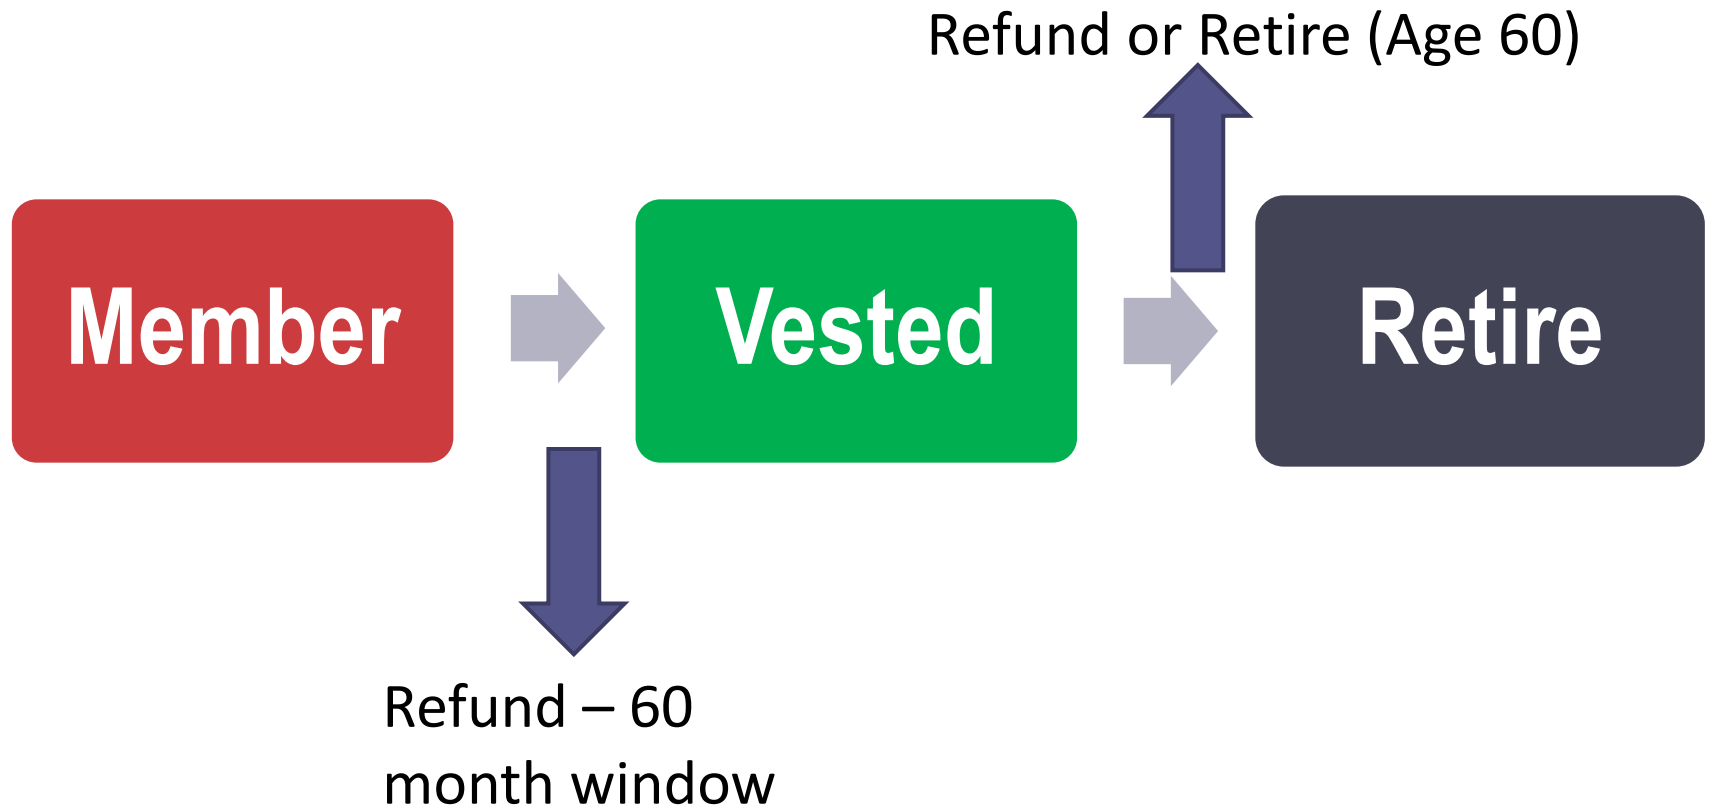 Refund or Retire (Age 60)
Member
Vested
Retire
Refund – 60
month window